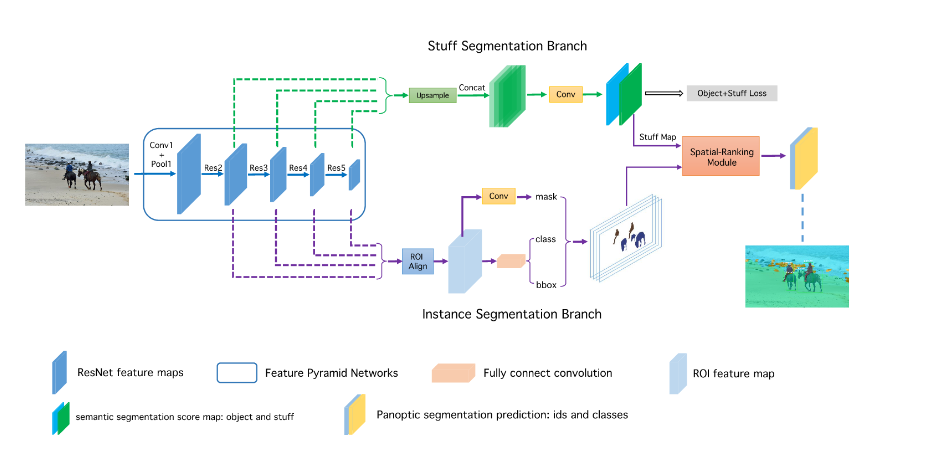 Stuff Segmentation Branch
Upsample
Concat
Conv
Object+Stuff Loss
Stuff Map
Conv1
+
Pool1
Res2
Res3
Res4
Res5
Spatial-Ranking
Module
Conv
mask
ROI
Align
class
bbox
Instance Segmentation Branch
ResNet feature maps
Feature Pyramid Networks
Fully connect convolution
ROI feature map
semantic segmentation score map: object and stuff
Panoptic segmentation prediction: ids and classes